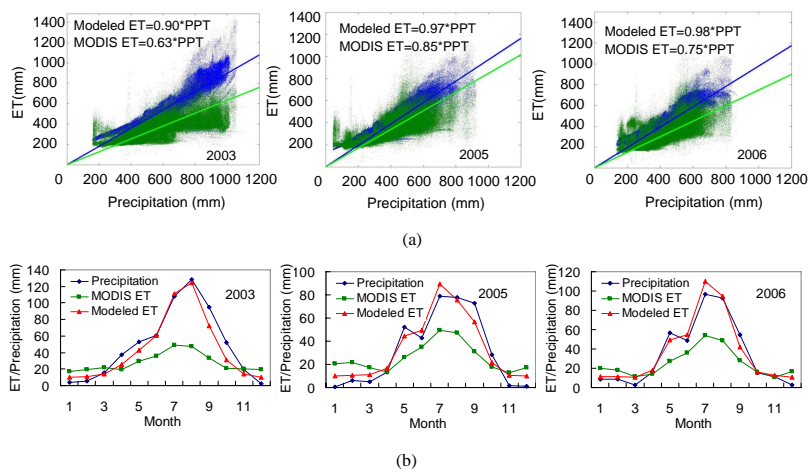 1400
1200
1000
800
600
400
200
ET(mm)
Modeled ET=0.90*PPT
MODIS ET=0.63*PPT
2003
0 200 400 600 800 1000 1200
Precipitation (mm)
1400
1200
1000
800
600
400
200
ET(mm)
Modeled ET=0.97*PPT
MODIS ET=0.85*PPT
2005
0 200 400 600 800 1000 1200
Precipitation (mm)
1400
1200
1000
800
600
400
200
ET(mm)
Modeled ET=0.98*PPT
MODIS ET=0.75*PPT
2006
0 200 400 600 800 1000 1200
Precipitation (mm)
(a)
140
120
100
80
60
40
20
0
ET/Precipitation (mm)
Precipitation
MODIS ET
Modeled ET
2003
1 3 5 7 9 11
Month
100
80
60
40
20
0
ET/Precipitation (mm)
Precipitation
MODIS ET
Modeled ET
2005
1 3 5 7 9 11
Month
120
100
80
60
40
20
0
ET/Precipitation (mm)
Precipitation
MODIS ET
Modeled ET
2006
1 3 5 7 9 11
Month
(b)